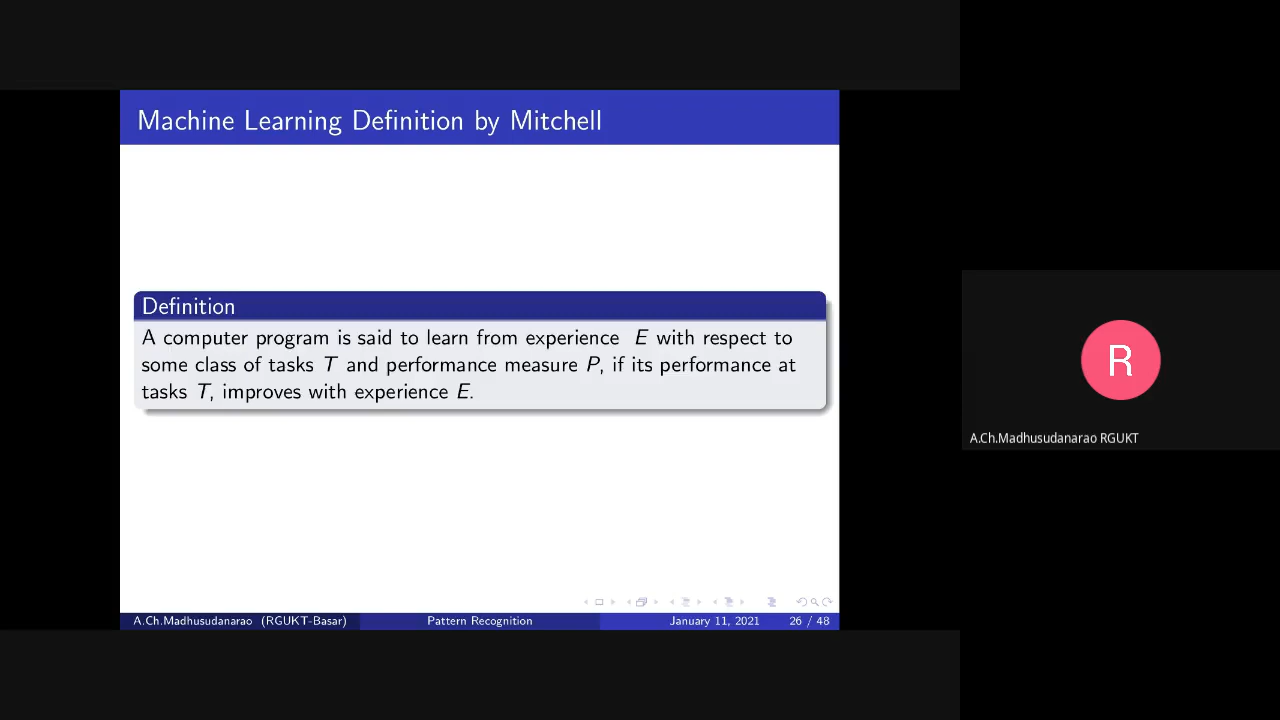 Machine Learning Definition by Mitchell
Definition
A computer program is said to learn from experience E with respect to
some class of tasks T and performance measure P, if its performance at
tasks T, improves with experience E.
R
A.Ch.Madhusudanarao RGUKT
A.Ch.Madhusudanarao (RGUKT-Basar) Pattern Recognition January 11, 2021 26 / 48